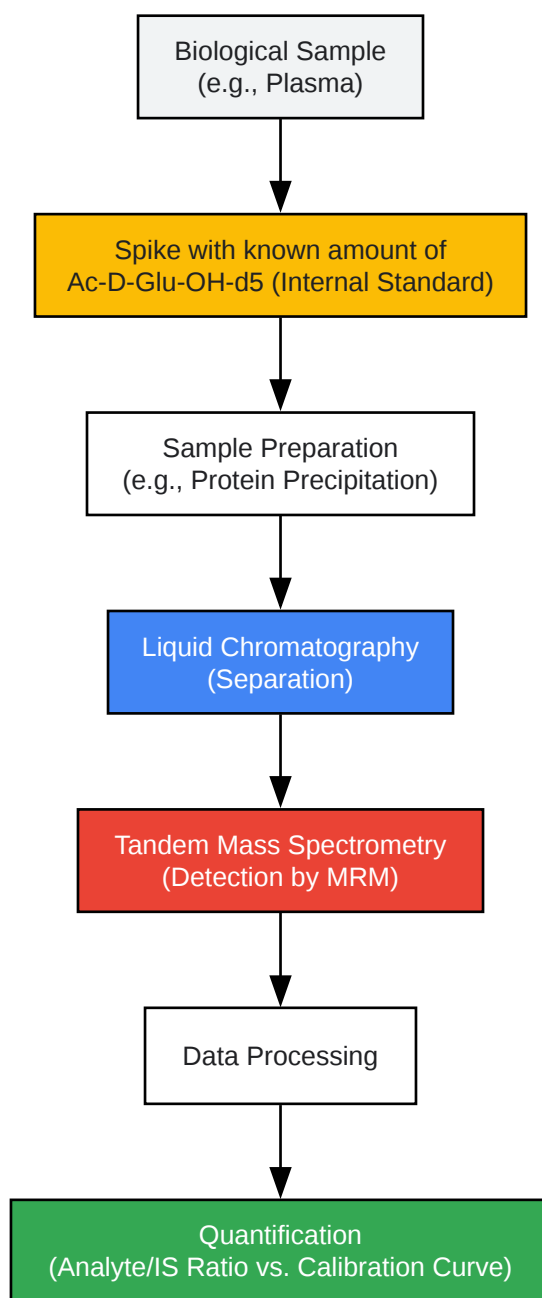 Biological Sample
(e.g., Plasma)
Spike with known amount of
Ac-D-Glu-OH-d5 (Internal Standard)
Sample Preparation
(e.g., Protein Precipitation)
Liquid Chromatography
(Separation)
Tandem Mass Spectrometry
(Detection by MRM)
Data Processing
Quantification
(Analyte/IS Ratio vs. Calibration Curve)